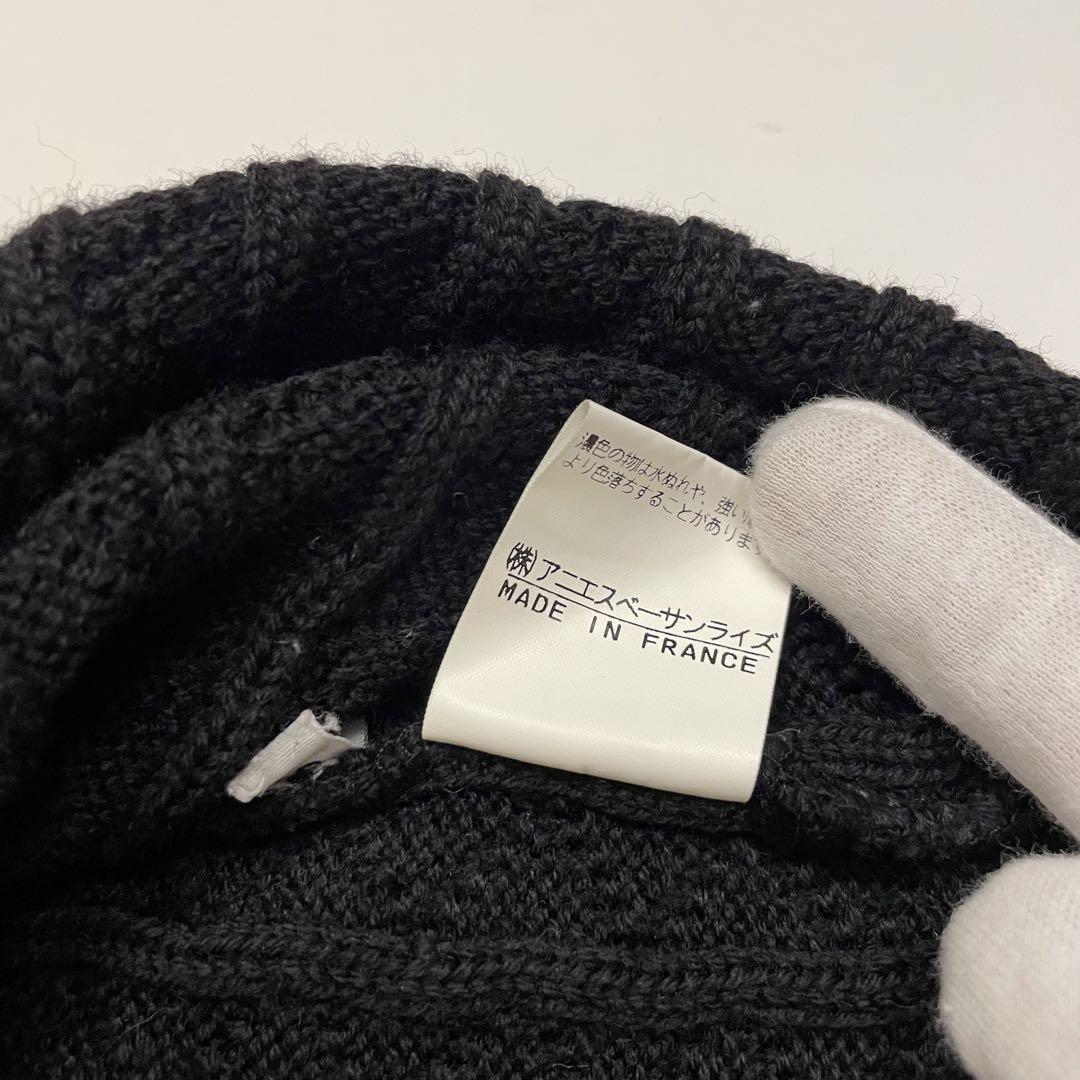 濃色の物は水ぬれや、強い
より色落ちすることがあります
(株)アニエスベーサンライズ
MADE IN FRANCE